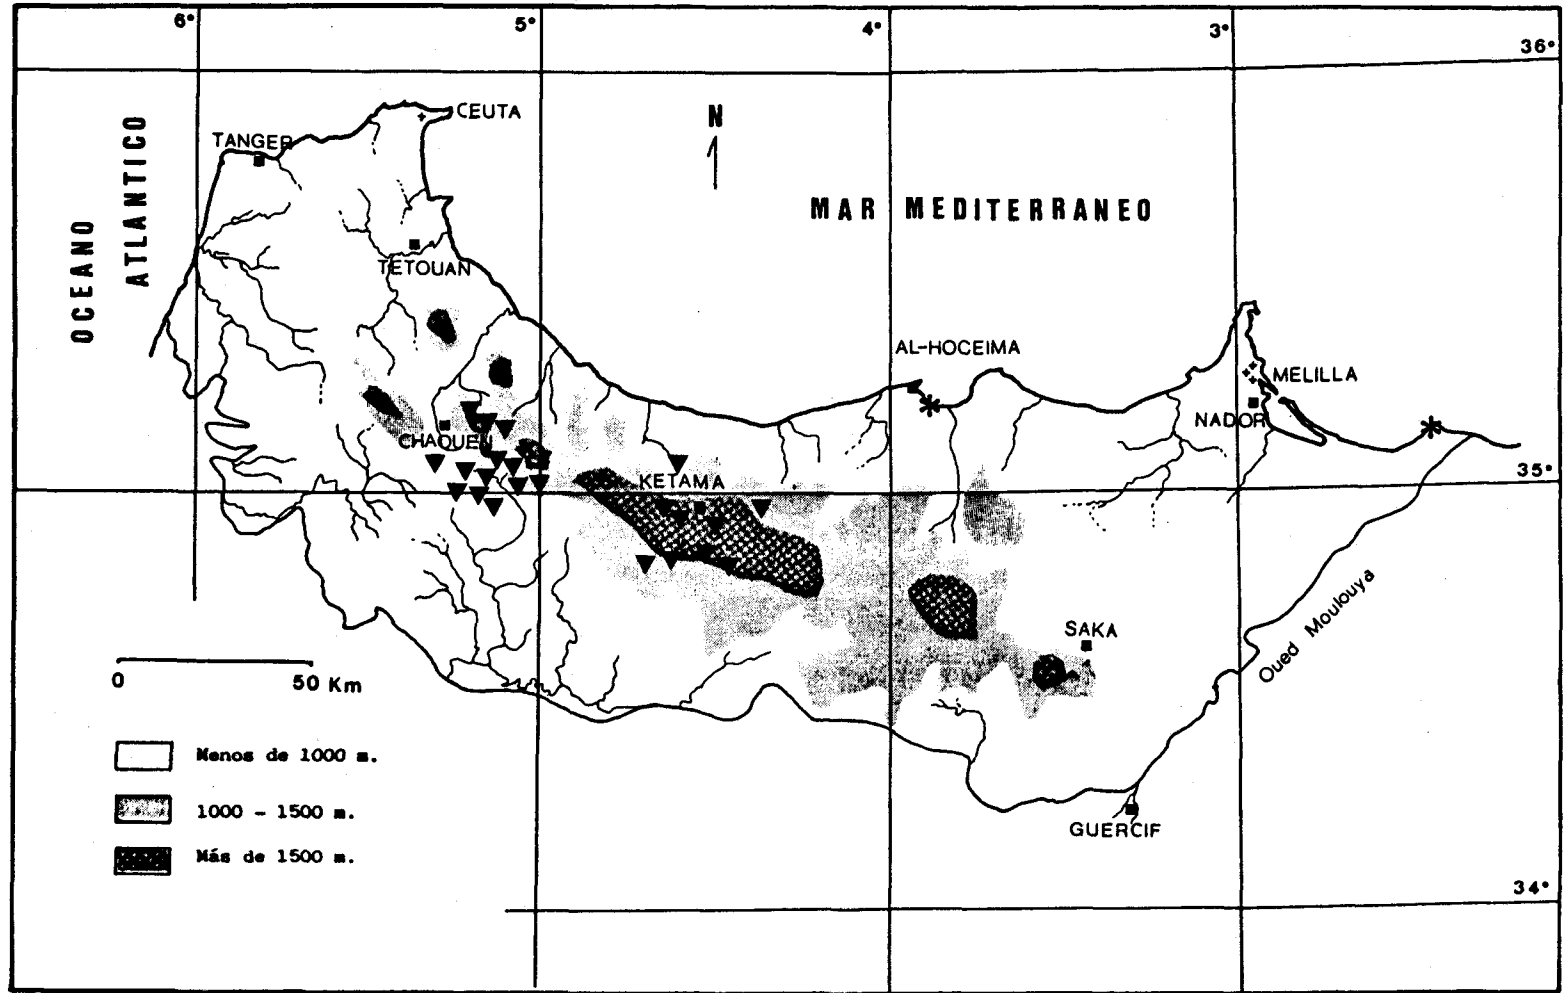 6°
5°
4°
3°
36°
CEUTA
TANGER
N
OCEANO
ATLANTICO
MAR MEDITERRANEO
TETOUAN
AL-HOCEIMA
MELILLA
NADOR
CHAOUEN
35°
KETAMA
SAKA
Oued Moulouya
0 50 Km
Menos de 1000 m.
1000 - 1500 m.
Más de 1500 m.
GUERCIF
34°